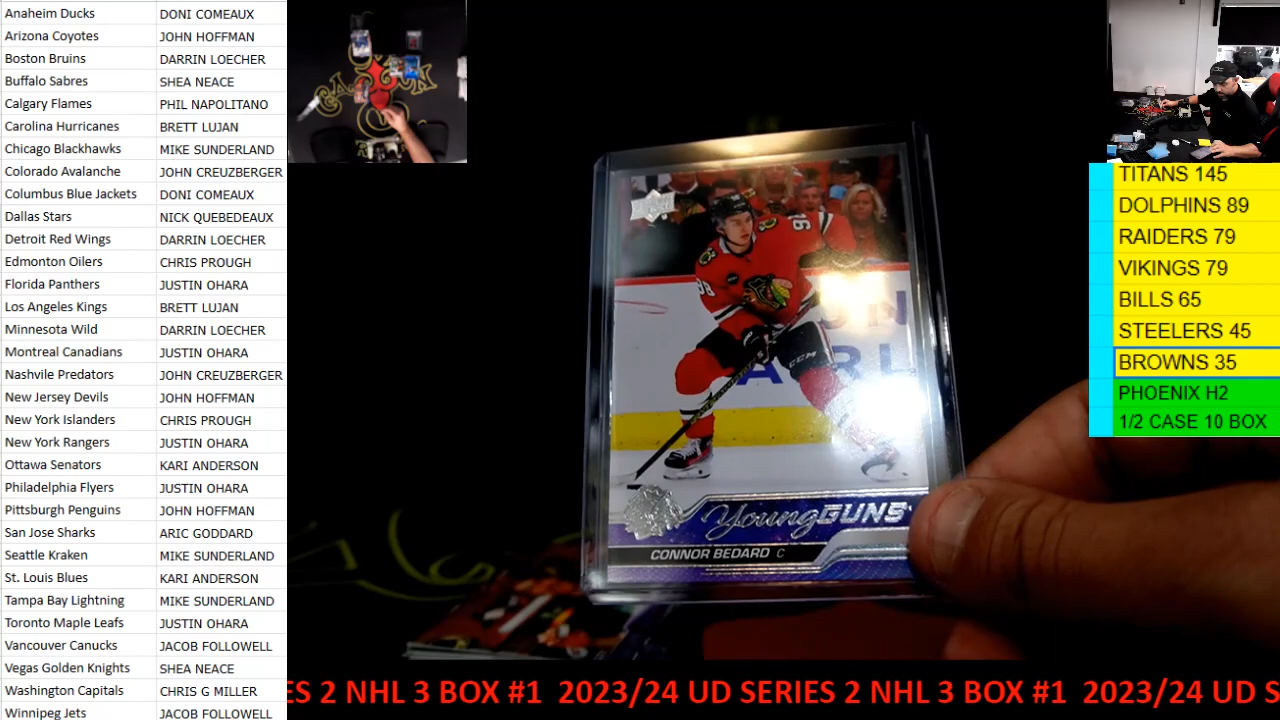 Anaheim Ducks DONI COMEAUX
Arizona Coyotes JOHN HOFFMAN
Boston Bruins DARRIN LOECHER
Buffalo Sabres SHEA NEACE
Calgary Flames PHIL NAPOLITANO
Carolina Hurricanes BRETT LUJAN
Chicago Blackhawks MIKE SUNDERLAND
Colorado Avalanche JOHN CREUZBERGER
Columbus Blue Jackets DONI COMEAUX
Dallas Stars NICK QUEBEDEAUX
Detroit Red Wings DARRIN LOECHER
Edmonton Oilers CHRIS PROUGH
Florida Panthers JUSTIN OHARA
Los Angeles Kings BRETT LUJAN
Minnesota Wild DARRIN LOECHER
Montreal Canadians JUSTIN OHARA
Nashvile Predators JOHN CREUZBERGER
New Jersey Devils JOHN HOFFMAN
New York Islanders CHRIS PROUGH
New York Rangers JUSTIN OHARA
Ottawa Senators KARI ANDERSON
Philadelphia Flyers JUSTIN OHARA
Pittsburgh Penguins JOHN HOFFMAN
San Jose Sharks ARIC GODDARD
Seattle Kraken MIKE SUNDERLAND
St. Louis Blues KARI ANDERSON
Tampa Bay Lightning MIKE SUNDERLAND
Toronto Maple Leafs JUSTIN OHARA
Vancouver Canucks JACOB FOLLOWELL
Vegas Golden Knights SHEA NEACE
Washington Capitals CHRIS G MILLER
Winnipeg Jets JACOB FOLLOWELL
98
CCM
Young GUNS
CONNOR BEDARD C
TITANS 145
DOLPHINS 89
RAIDERS 79
VIKINGS 79
BILLS 65
STEELERS 45
BROWNS 35
PHOENIX H2
1/2 CASE 10 BOX
ES 2 NHL 3 BOX #1 2023/24 UD SERIES 2 NHL 3 BOX #1 2023/24 UD S